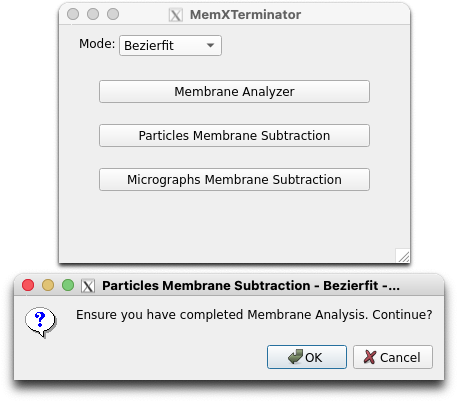 MemXTerminator
Mode: Bezierfit
Membrane Analyzer
Particles Membrane Subtraction
Micrographs Membrane Subtraction
Particles Membrane Subtraction - Bezierfit -...
Ensure you have completed Membrane Analysis. Continue?
OK Cancel